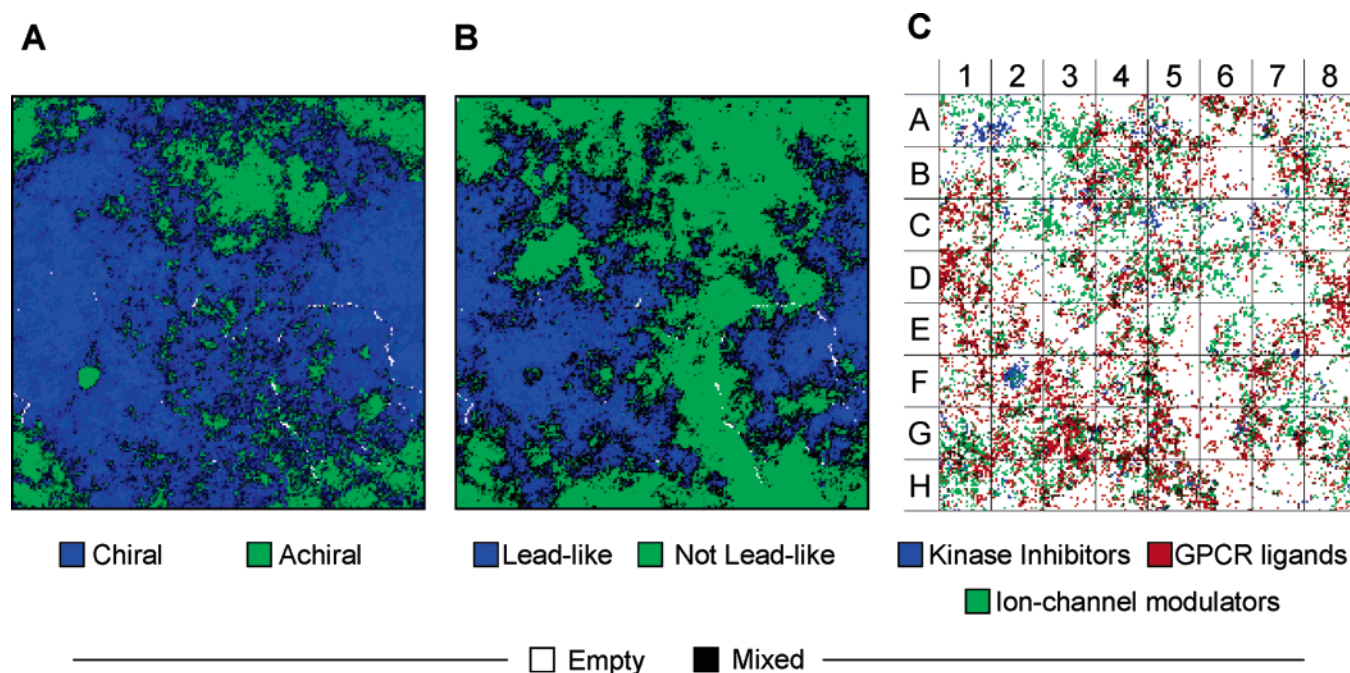 A
B
C
1 2 3 4 5 6 7 8
A
B
C
D
E
F
G
H
Chiral Achiral
Lead-like Not Lead-like
Kinase Inhibitors GPCR ligands
Ion-channel modulators
Empty Mixed